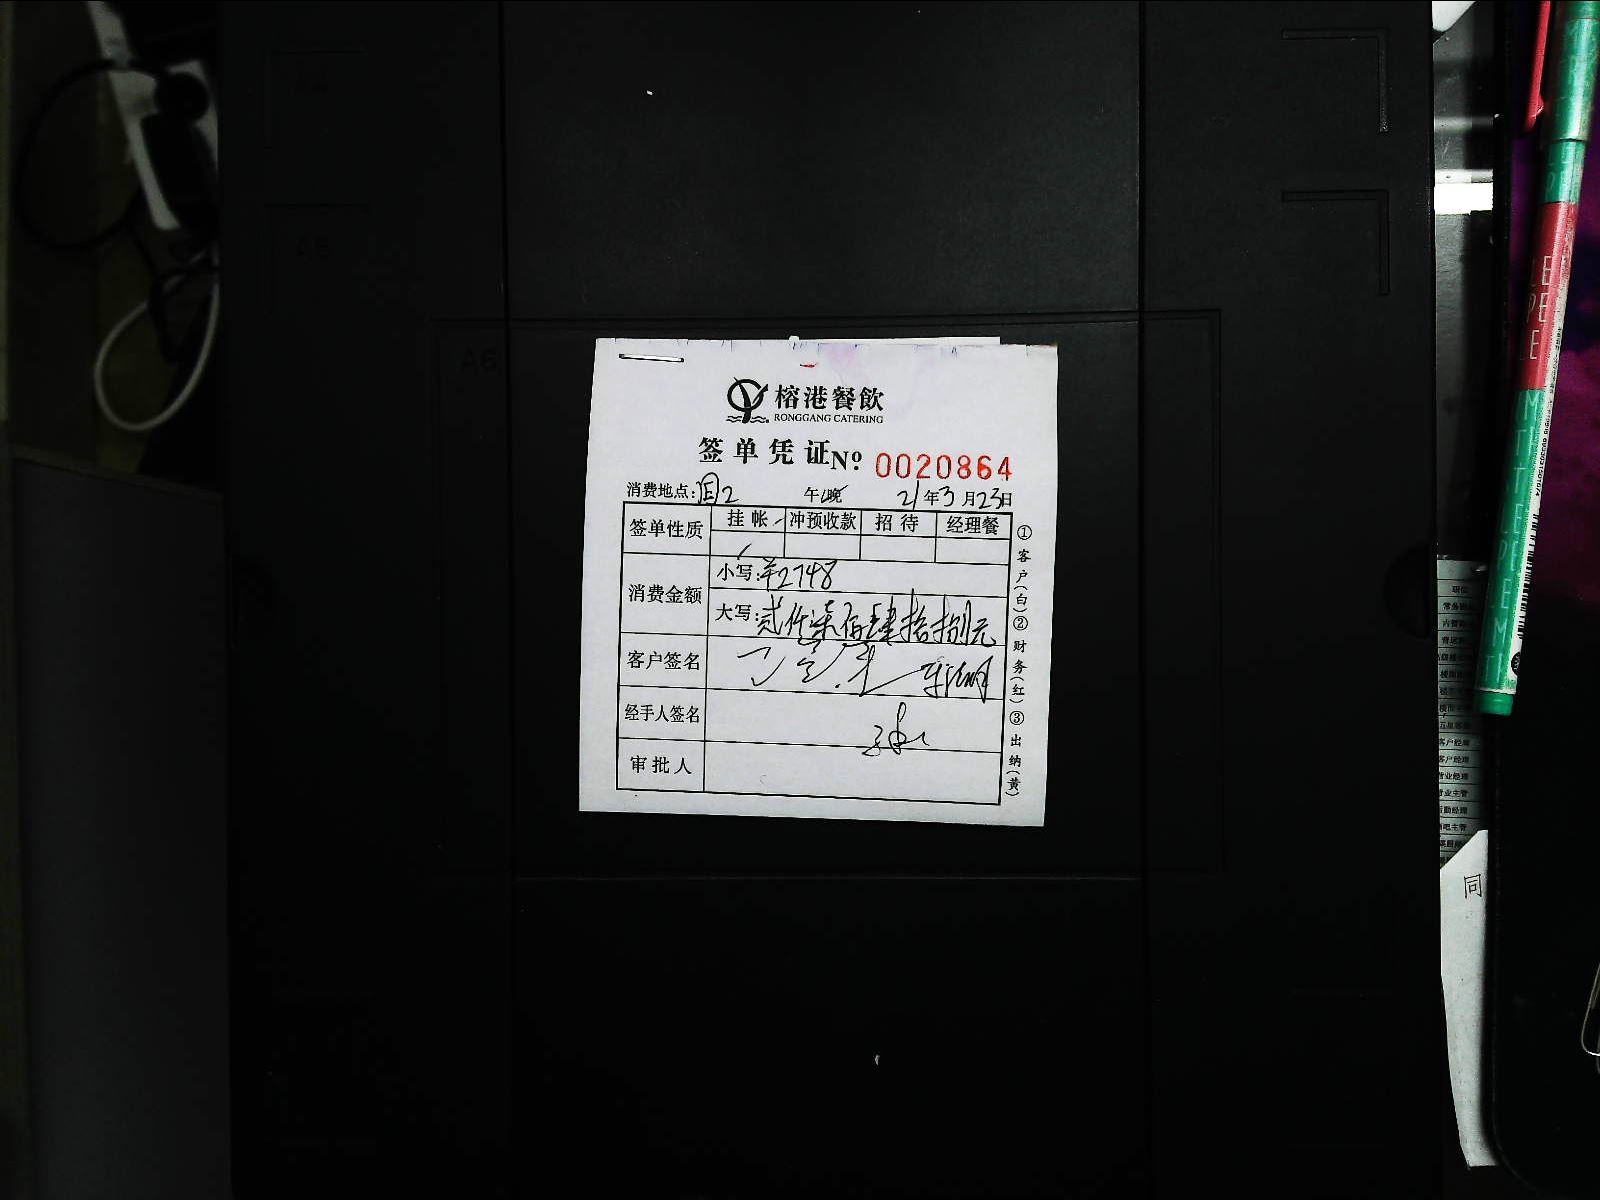 榕港餐飲
RONGGANG CATERING
签单凭证 Nº 0020864
消费地点: 2 午/晚 21年3月23日
签单性质 挂帐 冲预收款 招待 经理餐
消费金额 小写:¥2748
大写:贰仟柒佰肆拾捌元
客户签名
经手人签名
审批人
①客户(白)②财务(红)③出纳(黄)
A6
同